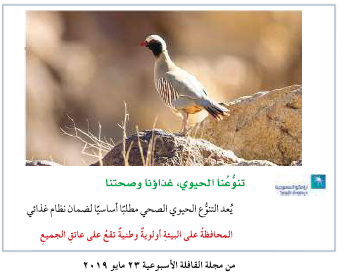 تنوُّعُنا الحيوي، غذاؤنا وصحتنا
يُعد التنوُّع الحيوي الصحي مطلبًا أساسيًا لضمان نظام غذائي
المحافظةُ على البيئةِ أولويةٌ وطنيةٌ تقعُ على عاتقِ الجميعِ
من مجلة القافلة الأسبوعية ٢٣ مايو ٢٠١٩